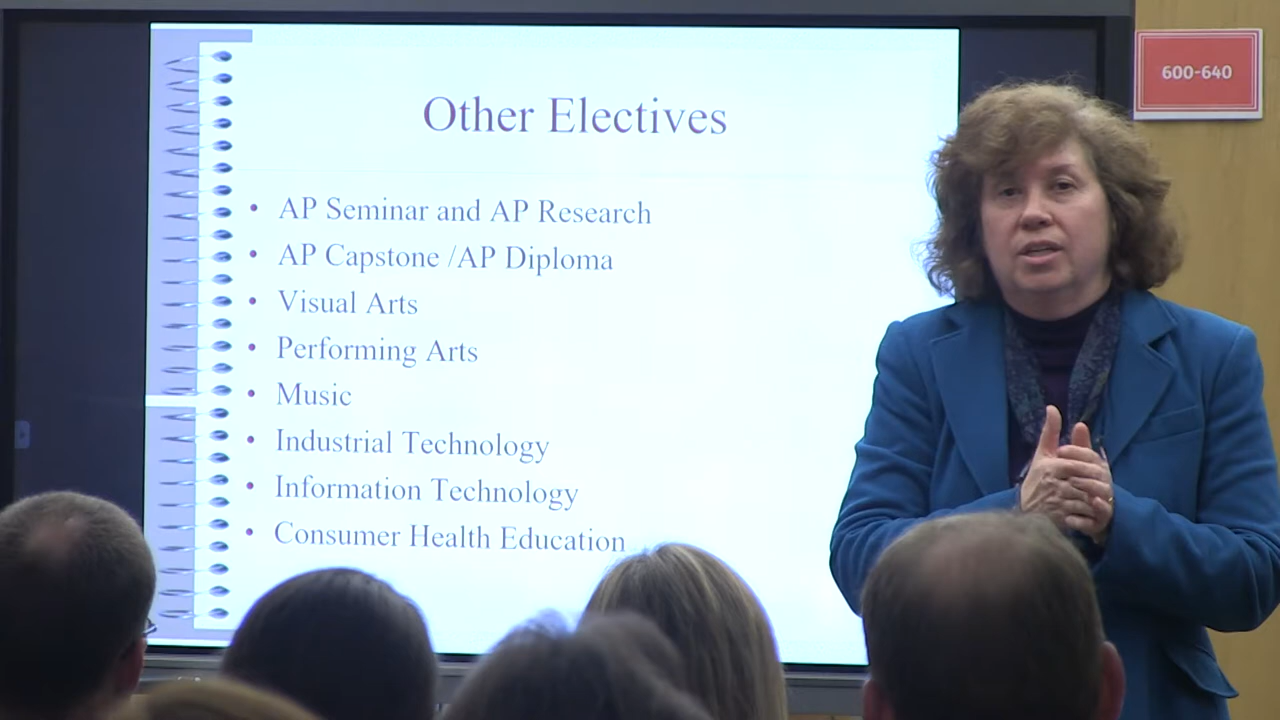 Other Electives
• AP Seminar and AP Research
• AP Capstone /AP Diploma
• Visual Arts
• Performing Arts
• Music
• Industrial Technology
• Information Technology
• Consumer Health Education
600-640